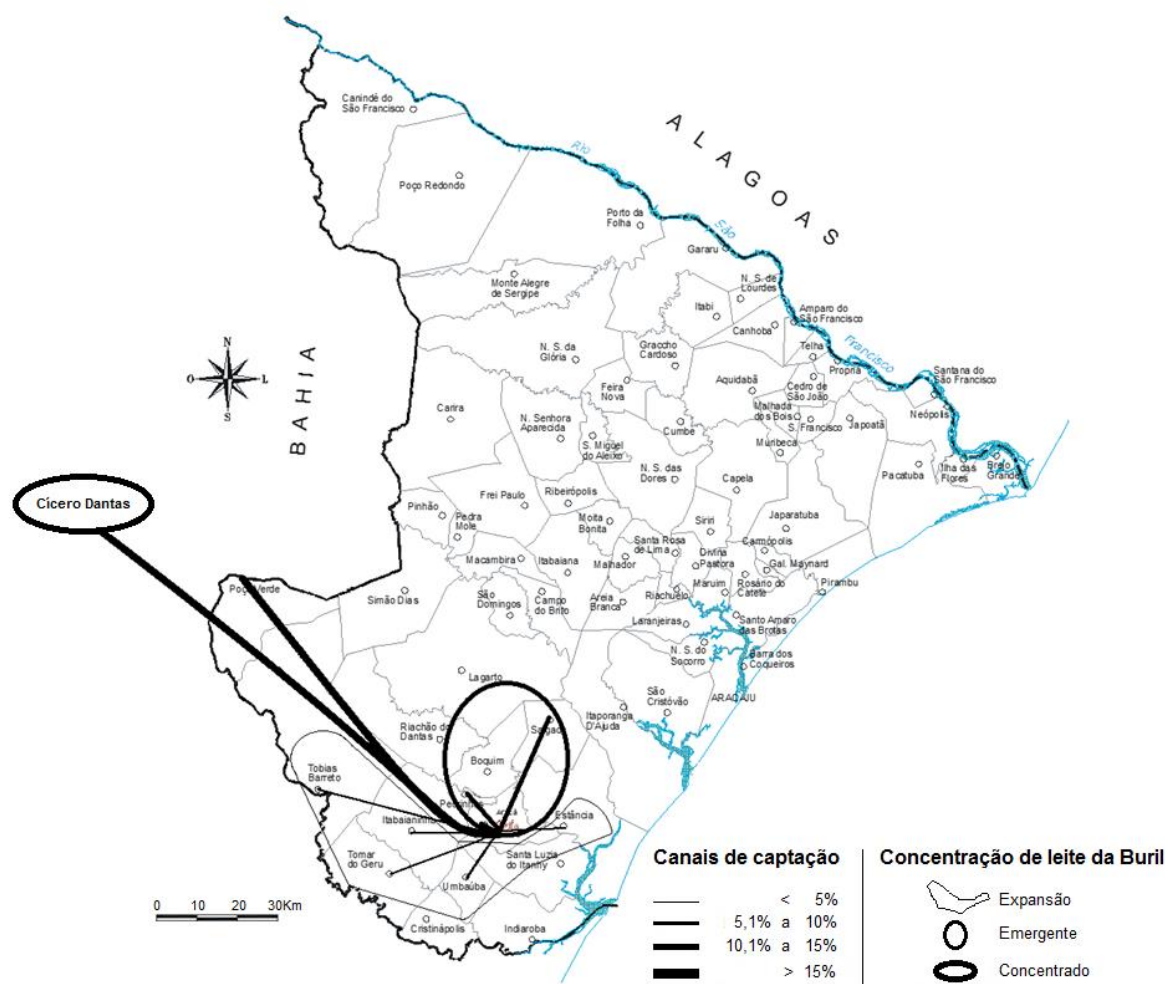 ALAGOAS
BAHIA
Rio
São
Francisco
Canindé do
São Francisco
Poço Redondo
Porto da
Folha
Gararu
Monte Alegre
de Sergipe
N. S. de
Lourdes
Itabi
Amparo do
São Francisco
Canhoba
N. S. da
Glória
Graccho
Cardoso
Telha
Propriá
Santana do
São Francisco
Feira
Nova
Aquidabã
Cedro de
São João
Neópolis
N
O
L
S
Carira
N. Senhora
Aparecida
Cumbe
Malhada
dos Bois
S. Francisco
Japoatã
S. Miguel
do Aleixo
Muribeca
N. S. das
Dores
Capela
Pacatuba
Ilha das
Flores
Brejo
Grande
Cícero Dantas
Frei Paulo
Ribeirópolis
Pinhão
Pedra
Mole
Moita
Bonita
Siriri
Japaratuba
Carmópolis
Santa Rosa
de Lima
Divina
Pastora
Macambira
Itabaiana
Malhador
Gal. Maynard
Rosário do
Catete
Pirambu
Maruim
Riachuelo
Poço Verde
Simão Dias
São
Domingos
Campo
do Brito
Areia
Branca
Laranjeiras
Santo Amaro
das Brotas
N. S. do
Socorro
Barra dos
Coqueiros
ARACAJU
Lagarto
São
Cristóvão
Itaporanga
D'Ajuda
Salgado
Riachão do
Dantas
Boquim
Tobias
Barreto
Pedrinhas
Itabaianinha
Estância
Tomar
do Geru
Santa Luzia
do Itanhy
Umbaúba
Cristinápolis
Indiaroba
0 10 20 30Km
Canais de captação
< 5%
5,1% a 10%
10,1% a 15%
> 15%
Concentração de leite da Buril
Expansão
Emergente
Concentrado